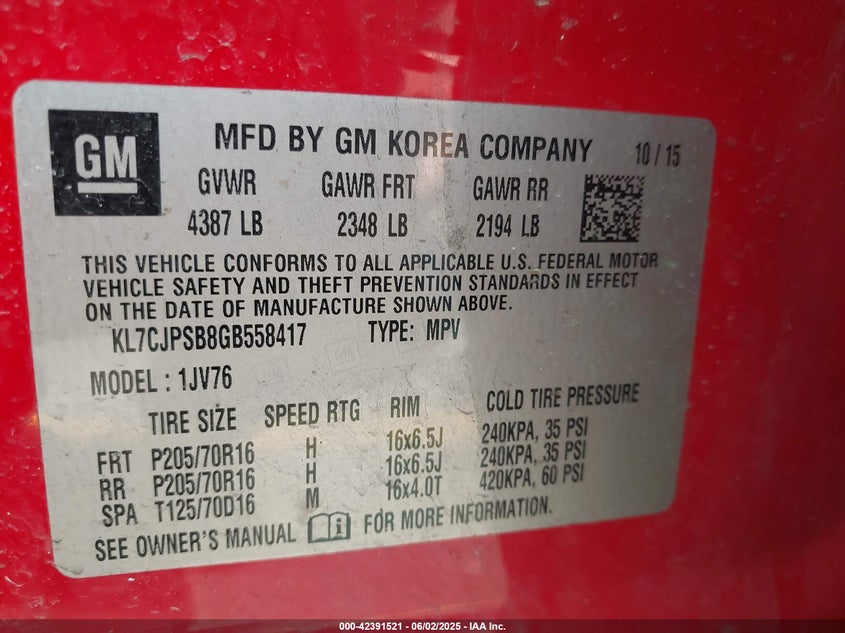 GM
MFD BY GM KOREA COMPANY 10/15
GVWR GAWR FRT GAWR RR
4387 LB 2348 LB 2194 LB
THIS VEHICLE CONFORMS TO ALL APPLICABLE U.S. FEDERAL MOTOR
VEHICLE SAFETY AND THEFT PREVENTION STANDARDS IN EFFECT
ON THE DATE OF MANUFACTURE SHOWN ABOVE.
KL7CJPSB8GB558417 TYPE: MPV
MODEL : 1JV76
TIRE SIZE SPEED RTG RIM COLD TIRE PRESSURE
FRT P205/70R16 H 16x6.5J 240KPA, 35 PSI
RR P205/70R16 H 16x6.5J 240KPA, 35 PSI
SPA T125/70D16 M 16x4.0T 420KPA, 60 PSI
SEE OWNER'S MANUAL FOR MORE INFORMATION.
000-42391521 - 06/02/2025 - IAA Inc.